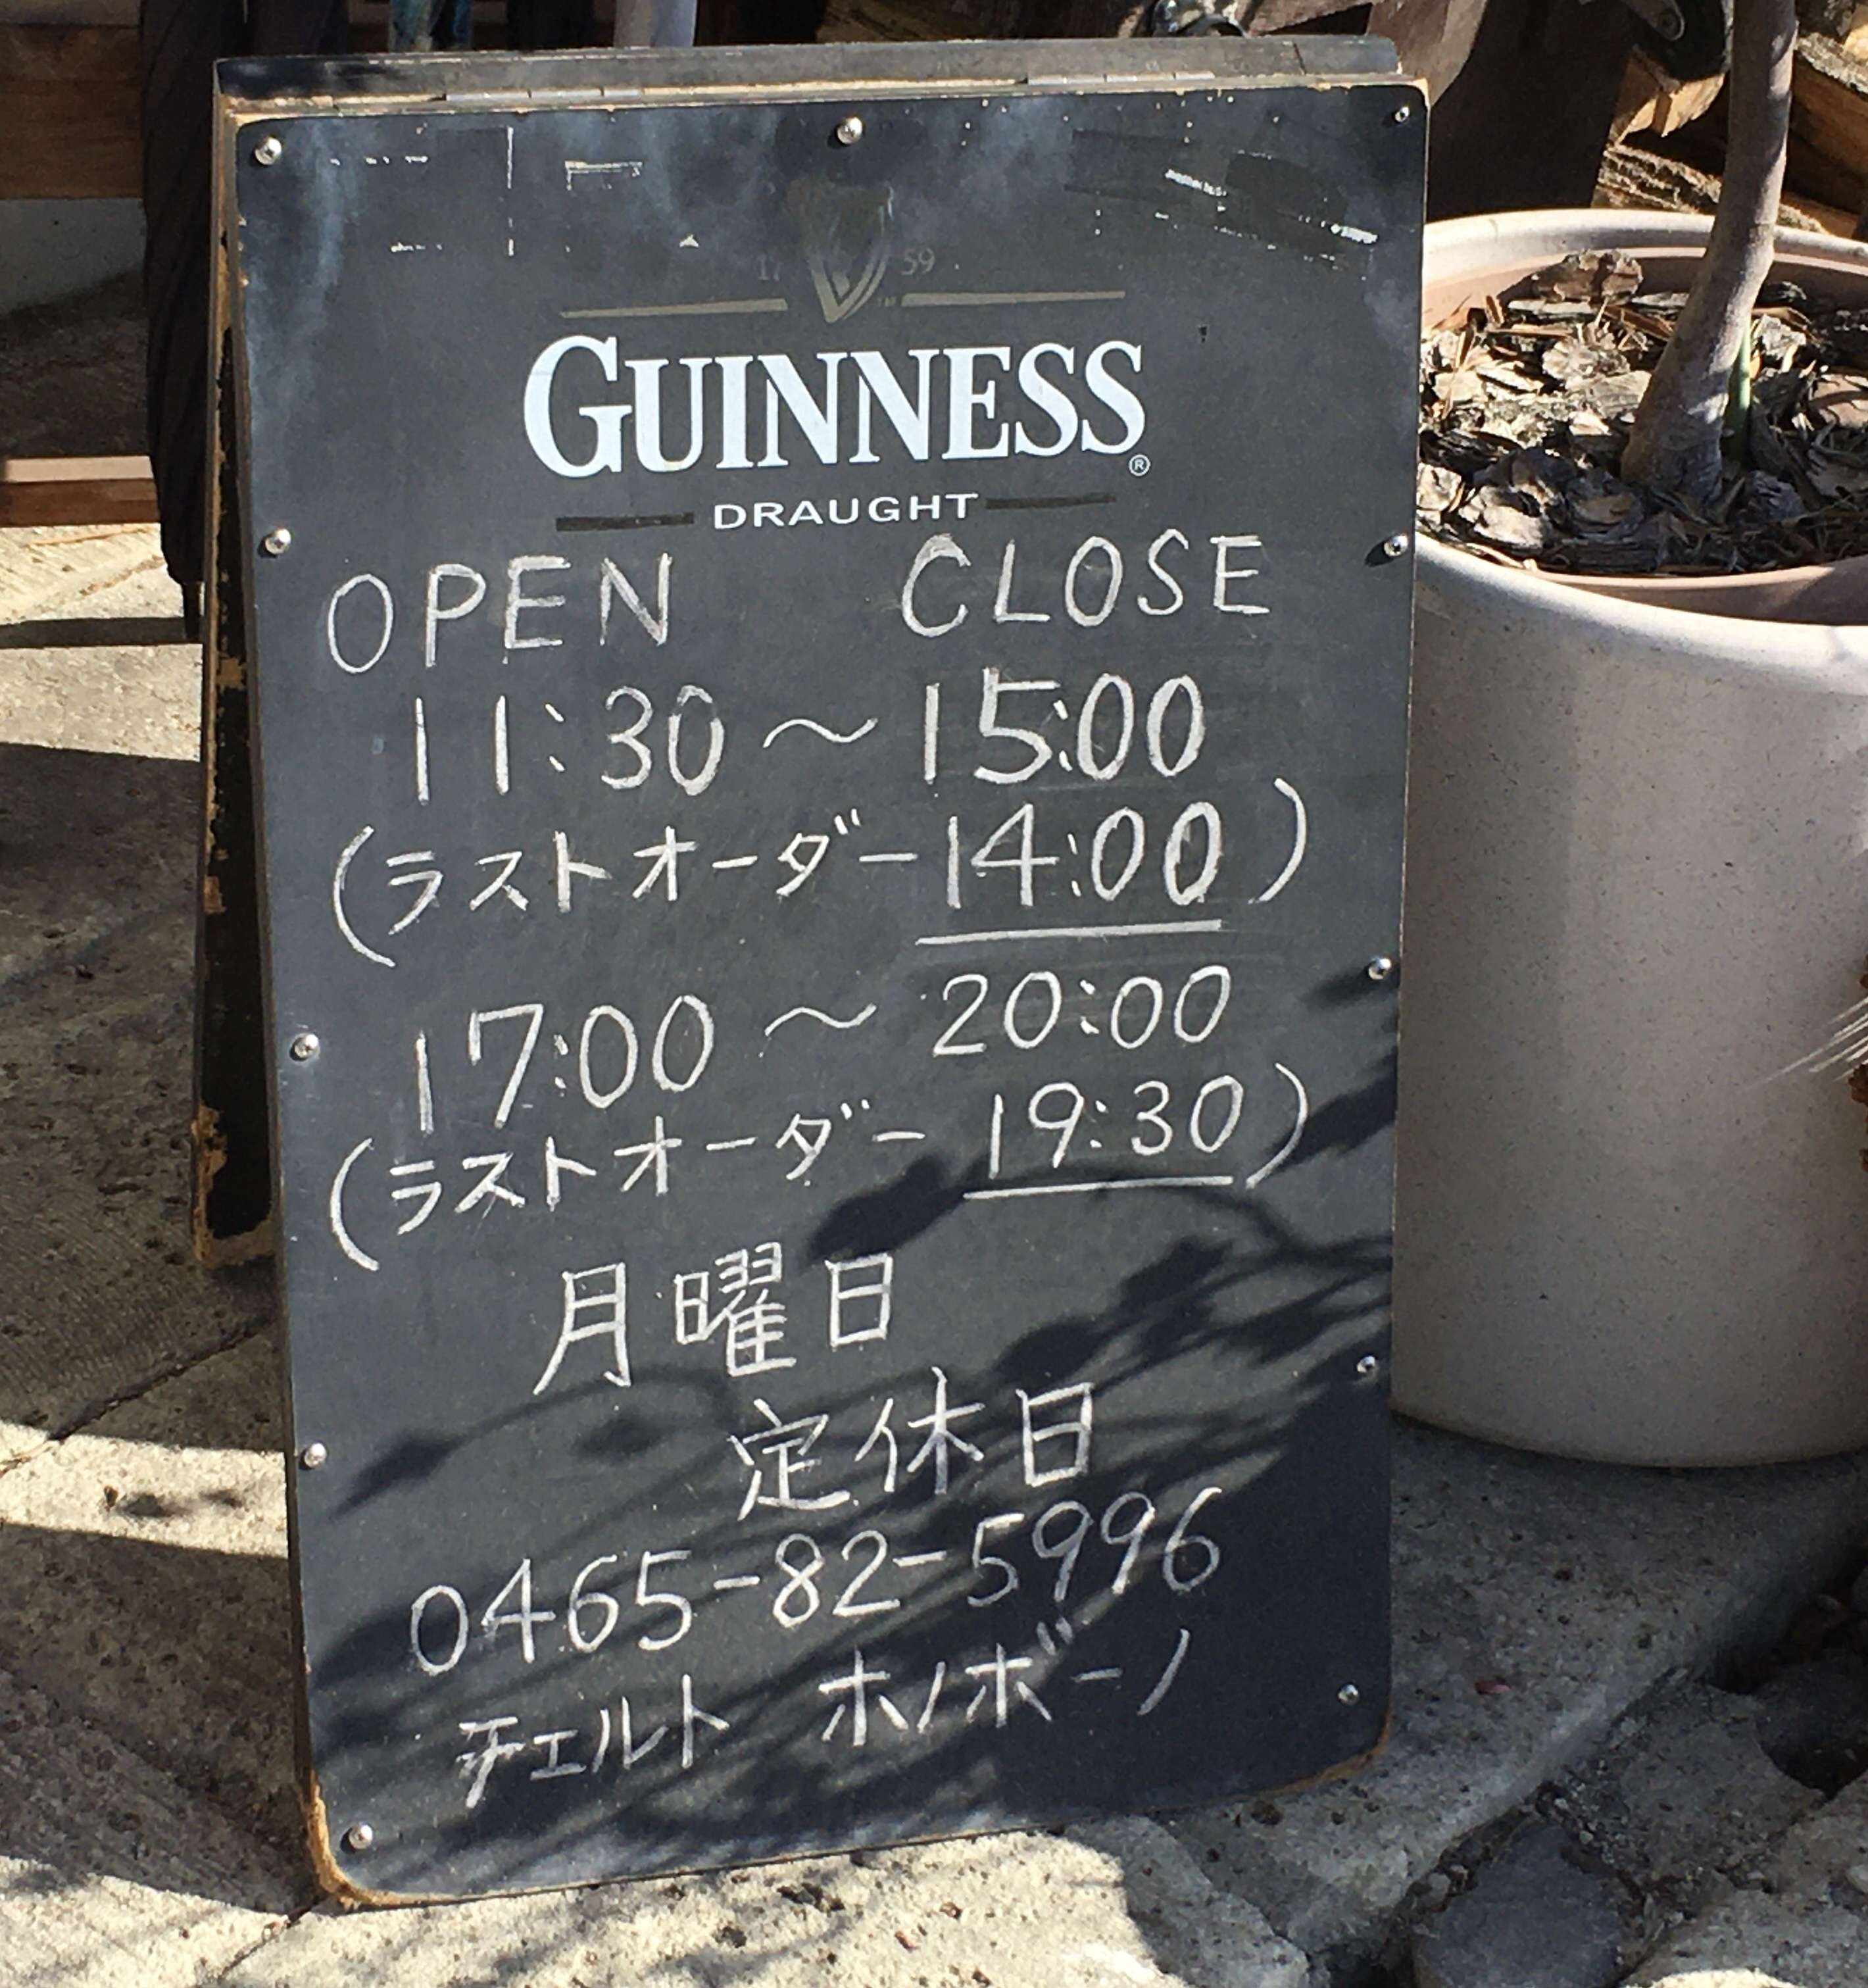 17 59
GUINNESS®
DRAUGHT
OPEN CLOSE
11:30～15:00
(ラストオーダー14:00)
17:00～20:00
(ラストオーダー19:30)
月曜日
定休日
0465-82-5996
チェルト ホノボーノ